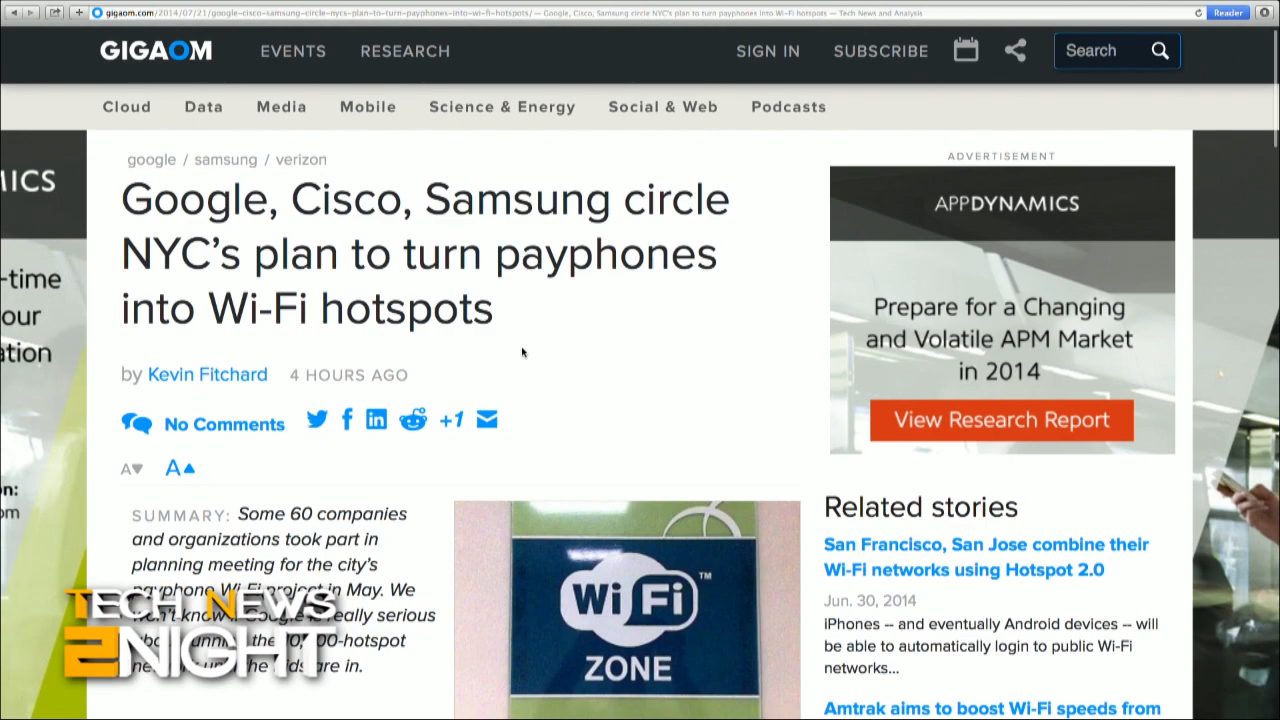 gigaom.com/2014/07/21/google-cisco-samsung-circle-nycs-plan-to-turn-payphones-into-wi-fi-hotspots/ — Google, Cisco, Samsung circle NYC's plan to turn payphones into Wi-Fi hotspots — Tech News and Analysis
Reader
GIGAOM
EVENTS
RESEARCH
SIGN IN
SUBSCRIBE
Search
Cloud
Data
Media
Mobile
Science & Energy
Social & Web
Podcasts
google / samsung / verizon
Google, Cisco, Samsung circle
NYC's plan to turn payphones
into Wi-Fi hotspots
by Kevin Fitchard
4 HOURS AGO
No Comments
+1
A
A
SUMMARY: Some 60 companies
and organizations took part in
planning meeting for the city's
payphone Wi-Fi project in May. We
won't know if Google is really serious
the 10,000-hotspot
the bids are in.
Wi Fi TM
ZONE
TECH NEWS
2NIGHT
ADVERTISEMENT
APPDYNAMICS
Prepare for a Changing
and Volatile APM Market
in 2014
View Research Report
Related stories
San Francisco, San Jose combine their
Wi-Fi networks using Hotspot 2.0
Jun. 30, 2014
iPhones -- and eventually Android devices -- will
be able to automatically login to public Wi-Fi
networks...
Amtrak aims to boost Wi-Fi speeds from
ICS
-time
our
ation
n:
om